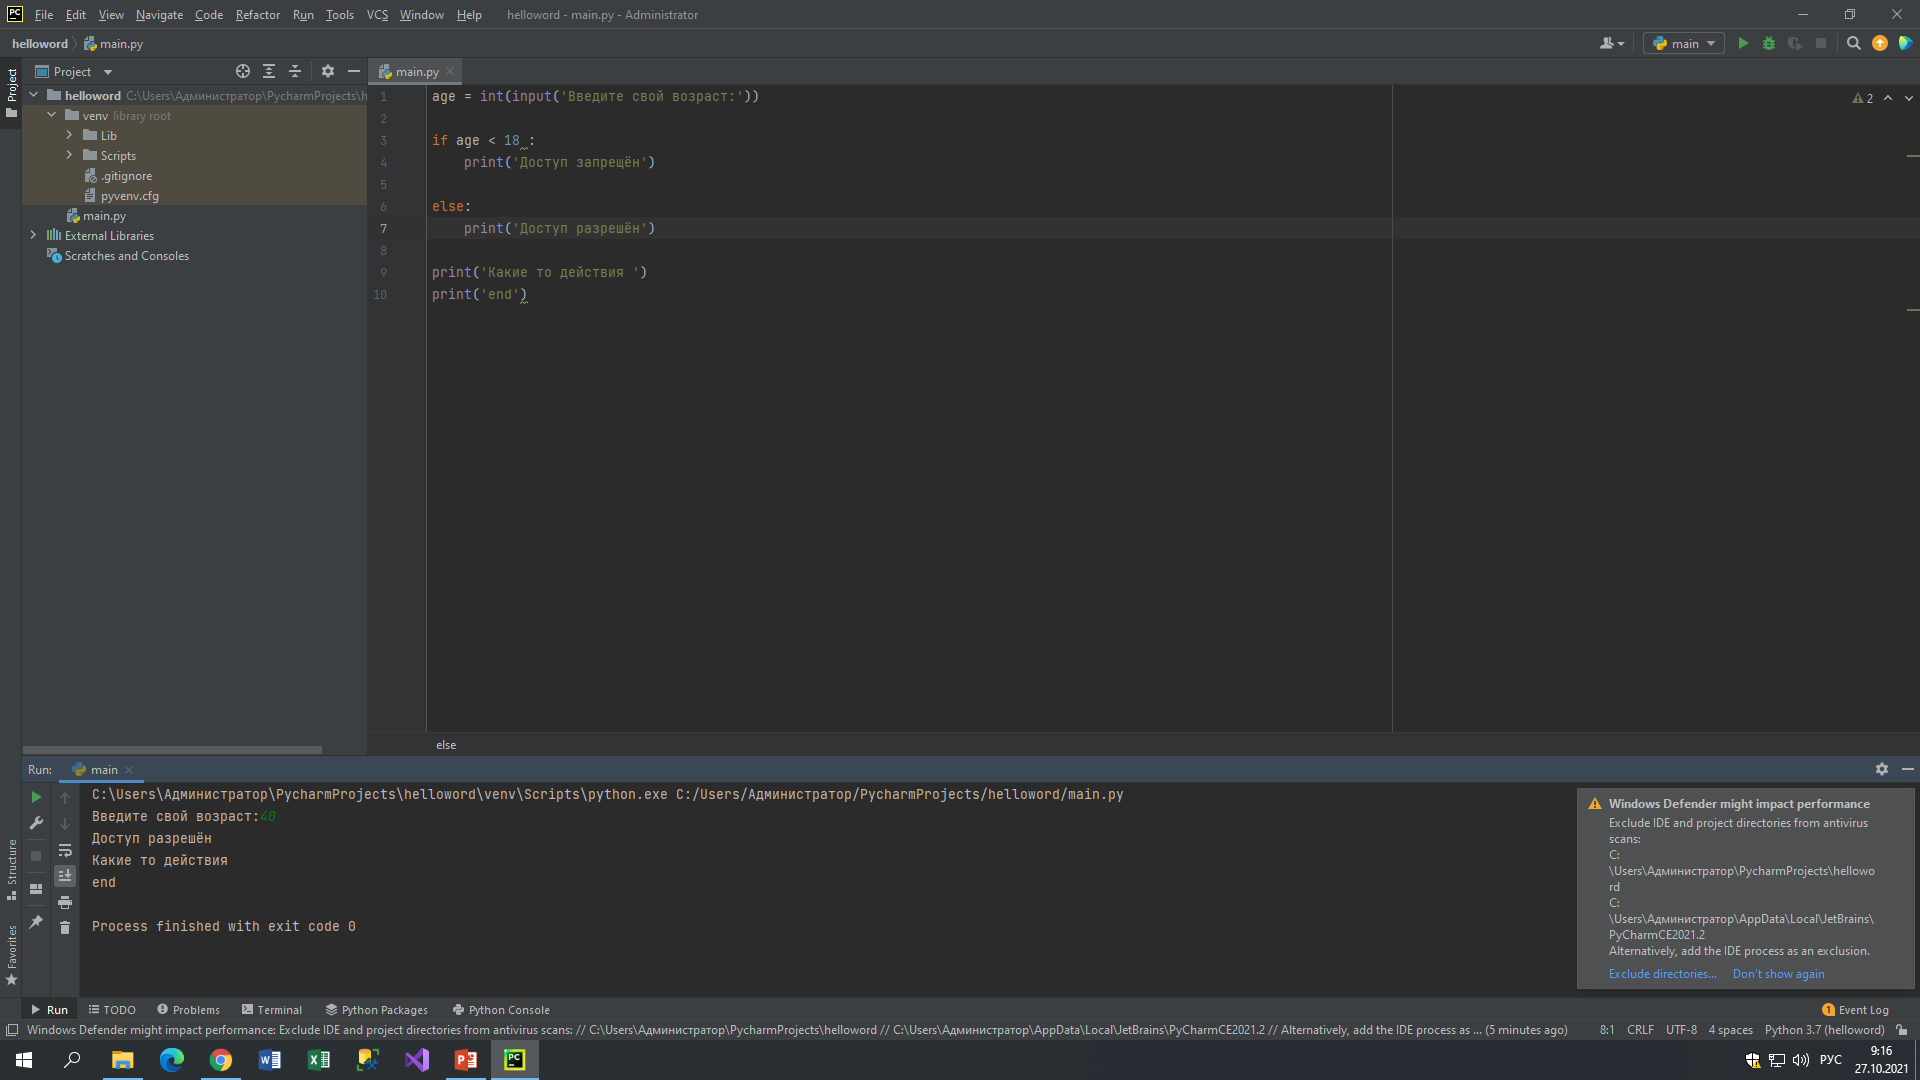 PC File Edit View Navigate Code Refactor Run Tools VCS Window Help helloword - main.py - Administrator
helloword main.py
main
Project
Project
main.py
helloword C:\Users\Администратор\PycharmProjects\h
venv library root
Lib
Scripts
.gitignore
pyvenv.cfg
main.py
External Libraries
Scratches and Consoles
1 age = int(input('Введите свой возраст:'))
2
3 if age < 18 :
4 print('Доступ запрещён')
5
6 else:
7 print('Доступ разрешён')
8
9 print('Какие то действия ')
10 print('end')
2
else
Run: main
C:\Users\Администратор\PycharmProjects\helloword\venv\Scripts\python.exe C:/Users/Администратор/PycharmProjects/helloword/main.py
Введите свой возраст:40
Доступ разрешён
Какие то действия
end
Process finished with exit code 0
Structure
Favorites
Windows Defender might impact performance
Exclude IDE and project directories from antivirus
scans:
C:
\Users\Администратор\PycharmProjects\hellowo
rd
C:
\Users\Администратор\AppData\Local\JetBrains\
PyCharmCE2021.2
Alternatively, add the IDE process as an exclusion.
Exclude directories... Don't show again
Run TODO Problems Terminal Python Packages Python Console 1 Event Log
Windows Defender might impact performance: Exclude IDE and project directories from antivirus scans: // C:\Users\Администратор\PycharmProjects\helloword // C:\Users\Администратор\AppData\Local\JetBrains\PyCharmCE2021.2 // Alternatively, add the IDE process as ... (5 minutes ago) 8:1 CRLF UTF-8 4 spaces Python 3.7 (helloword)
PC РУС 9:16
27.10.2021